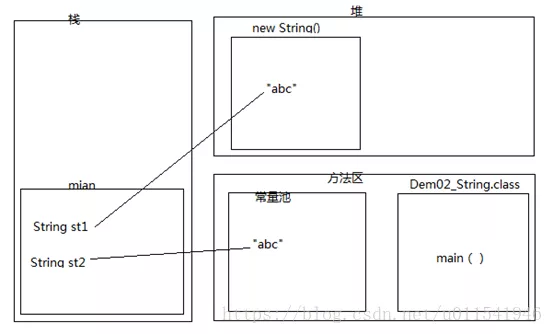 栈
堆
new String()
"abc"
mian
String st1
String st2
方法区
常量池
"abc"
Dem02_String.class
main ( )
https://blog.csdn.net/u011541946